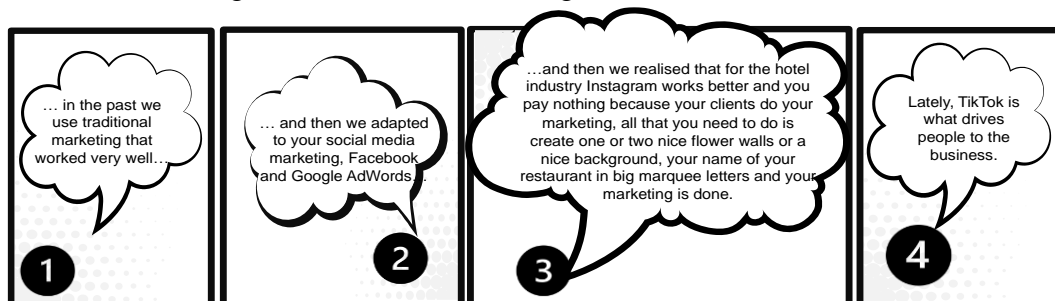 … in the past we
use traditional
marketing that
worked very well…
1
… and then we adapted
to your social media
marketing, Facebook
and Google AdWords…
2
…and then we realised that for the hotel
industry Instagram works better and you
pay nothing because your clients do your
marketing, all that you need to do is
create one or two nice flower walls or a
nice background, your name of your
restaurant in big marquee letters and your
marketing is done.
3
Lately, TikTok is
what drives
people to the
business.
4